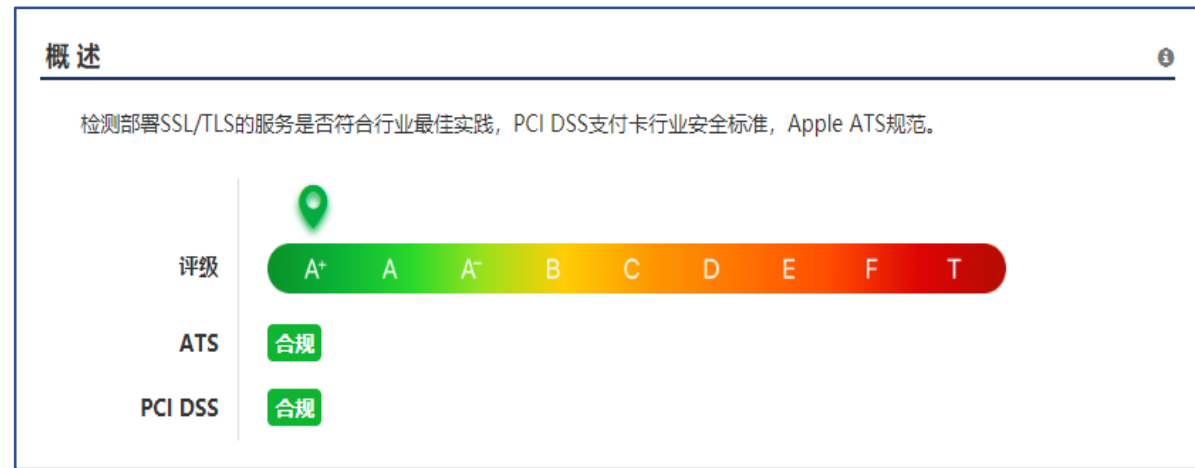 概述
检测部署SSL/TLS的服务是否符合行业最佳实践，PCI DSS支付卡行业安全标准，Apple ATS规范。
评级 A+ A A- B C D E F T
ATS 合规
PCI DSS 合规